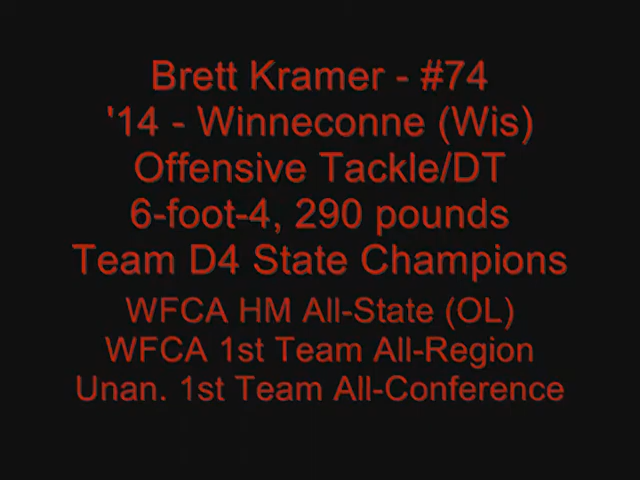 Brett Kramer - #74
'14 - Winneconne (Wis)
Offensive Tackle/DT
6-foot-4, 290 pounds
Team D4 State Champions
WFCA HM All-State (OL)
WFCA 1st Team All-Region
Unan. 1st Team All-Conference